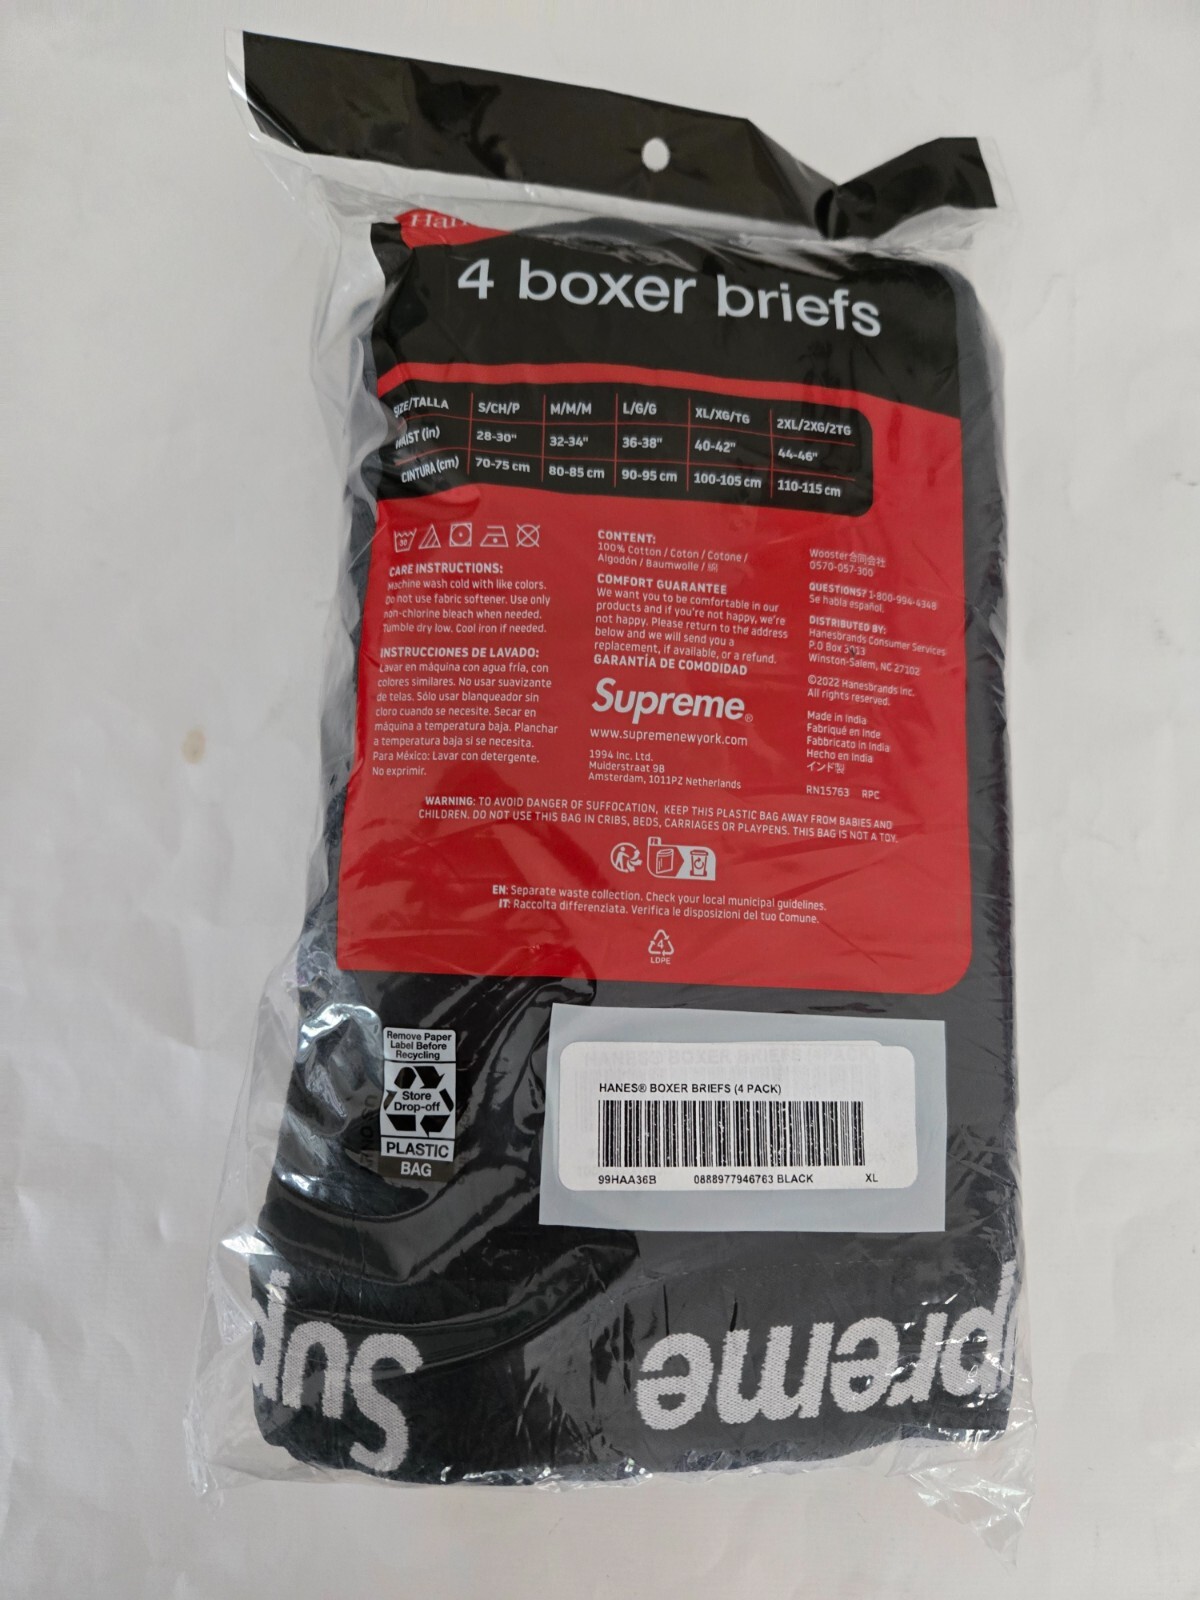 4 boxer briefs
SIZE/TALLA S/CH/P M/M/M L/G/G XL/XG/TG 2XL/2XG/2TG
WAIST (in) 28-30" 32-34" 36-38" 40-42" 44-46"
CINTURA (cm) 70-75 cm 80-85 cm 90-95 cm 100-105 cm 110-115 cm
30
CARE INSTRUCTIONS:
Machine wash cold with like colors.
Do not use fabric softener. Use only
non-chlorine bleach when needed.
Tumble dry low. Cool iron if needed.
INSTRUCCIONES DE LAVADO:
Lavar en máquina con agua fría, con
colores similares. No usar suavizante
de telas. Sólo usar blanqueador sin
cloro cuando se necesite. Secar en
máquina a temperatura baja. Planchar
a temperatura baja si se necesita.
Para México: Lavar con detergente.
No exprimir.
CONTENT:
100% Cotton / Coton / Cotone /
Algodón / Baumwolle / 綿
COMFORT GUARANTEE
We want you to be comfortable in our
products and if you're not happy, we're
not happy. Please return to the address
below and we will send you a
replacement, if available, or a refund.
GARANTÍA DE COMODIDAD
Supreme®
www.supremenewyork.com
1994 Inc. Ltd.
Muiderstraat 9B
Amsterdam, 1011PZ Netherlands
Wooster合同会社
0570-057-300
QUESTIONS? 1-800-994-4348
Se habla español.
DISTRIBUTED BY:
Hanesbrands Consumer Services
P.O Box
Winston-Salem, NC 27102
©2022 Hanesbrands Inc.
All rights reserved.
Made in India
Fabriqué en Inde
Fabbricato in India
Hecho en India
インド製
RN15763 RPC
WARNING: TO AVOID DANGER OF SUFFOCATION, KEEP THIS PLASTIC BAG AWAY FROM BABIES AND
CHILDREN. DO NOT USE THIS BAG IN CRIBS, BEDS, CARRIAGES OR PLAYPENS. THIS BAG IS NOT A TOY.
FR
EN: Separate waste collection. Check your local municipal guidelines.
IT: Raccolta differenziata. Verifica le disposizioni del tuo Comune.
4
LDPE
Remove Paper
Label Before
Recycling
Store
Drop-off
PLASTIC
BAG
HANES® BOXER BRIEFS (4 PACK)
99HAA36B 0888977946763 BLACK XL
Sup
preme